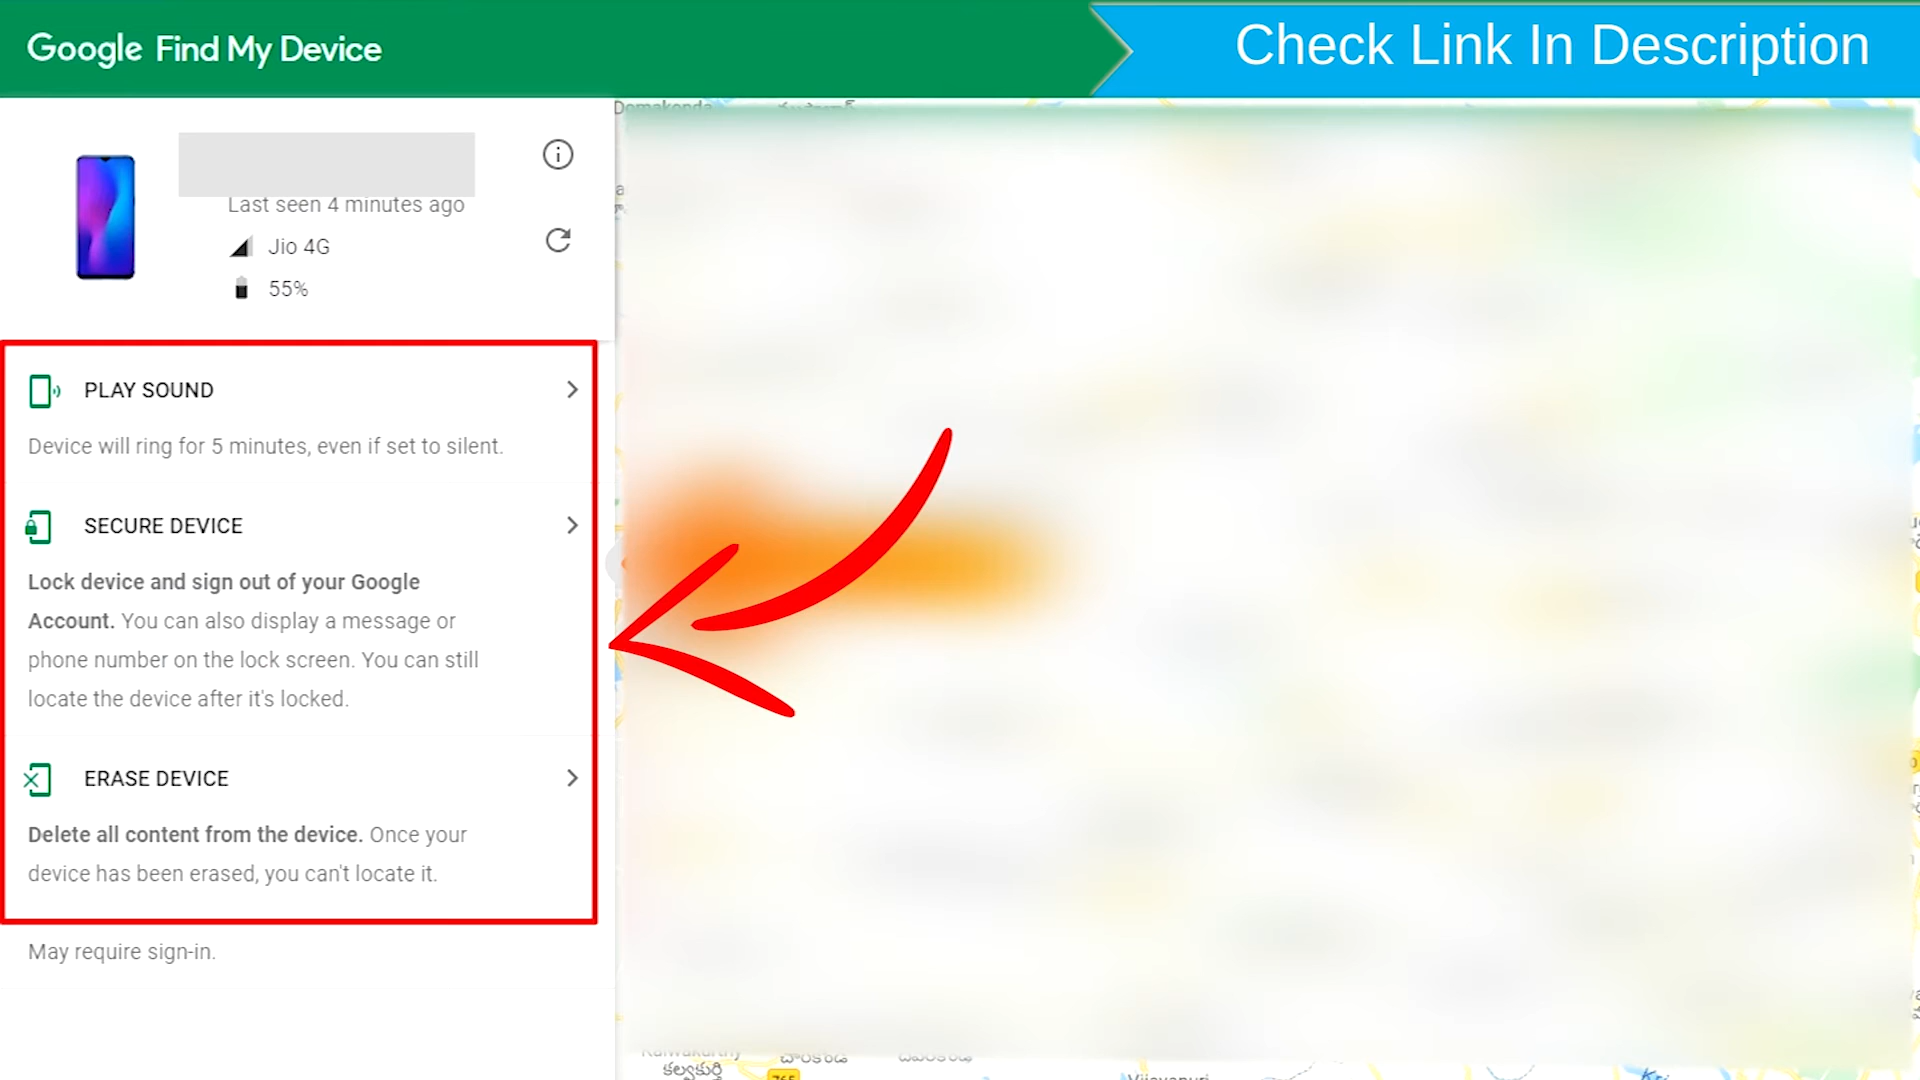 Google Find My Device
Check Link In Description
Domakonda
Last seen 4 minutes ago
Jio 4G
55%
PLAY SOUND
Device will ring for 5 minutes, even if set to silent.
SECURE DEVICE
Lock device and sign out of your Google
Account. You can also display a message or
phone number on the lock screen. You can still
locate the device after it's locked.
ERASE DEVICE
Delete all content from the device. Once your
device has been erased, you can't locate it.
May require sign-in.
కల్వకుర్తి
765